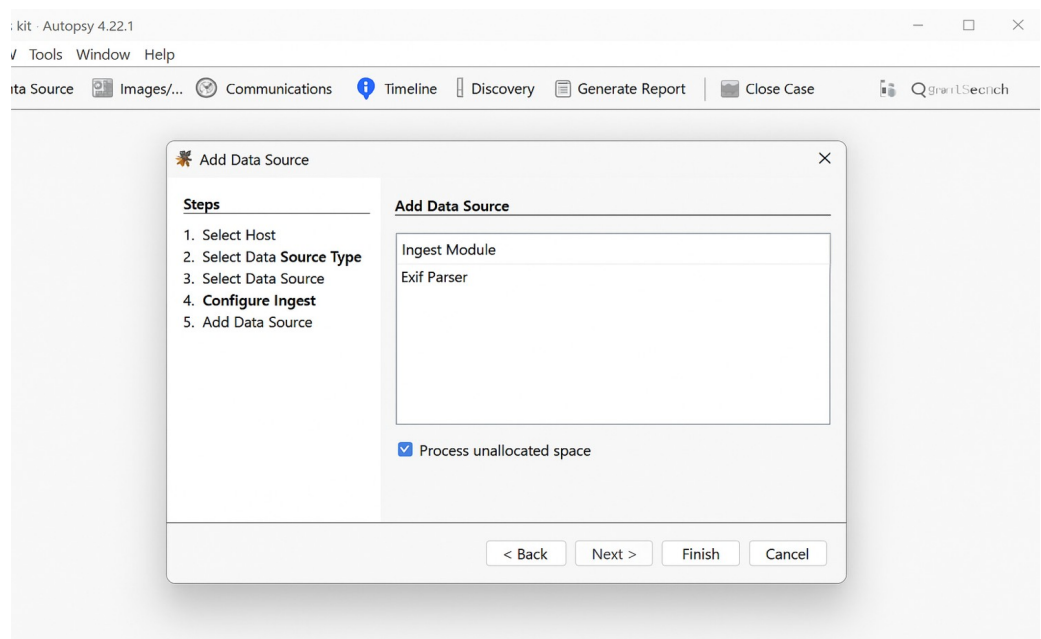 kit - Autopsy 4.22.1
Tools Window Help
Source Images/... Communications Timeline Discovery Generate Report Close Case
Add Data Source
Steps
Add Data Source
1. Select Host
2. Select Data Source Type
3. Select Data Source
4. Configure Ingest
5. Add Data Source
Ingest Module
Exif Parser
Process unallocated space
< Back Next > Finish Cancel